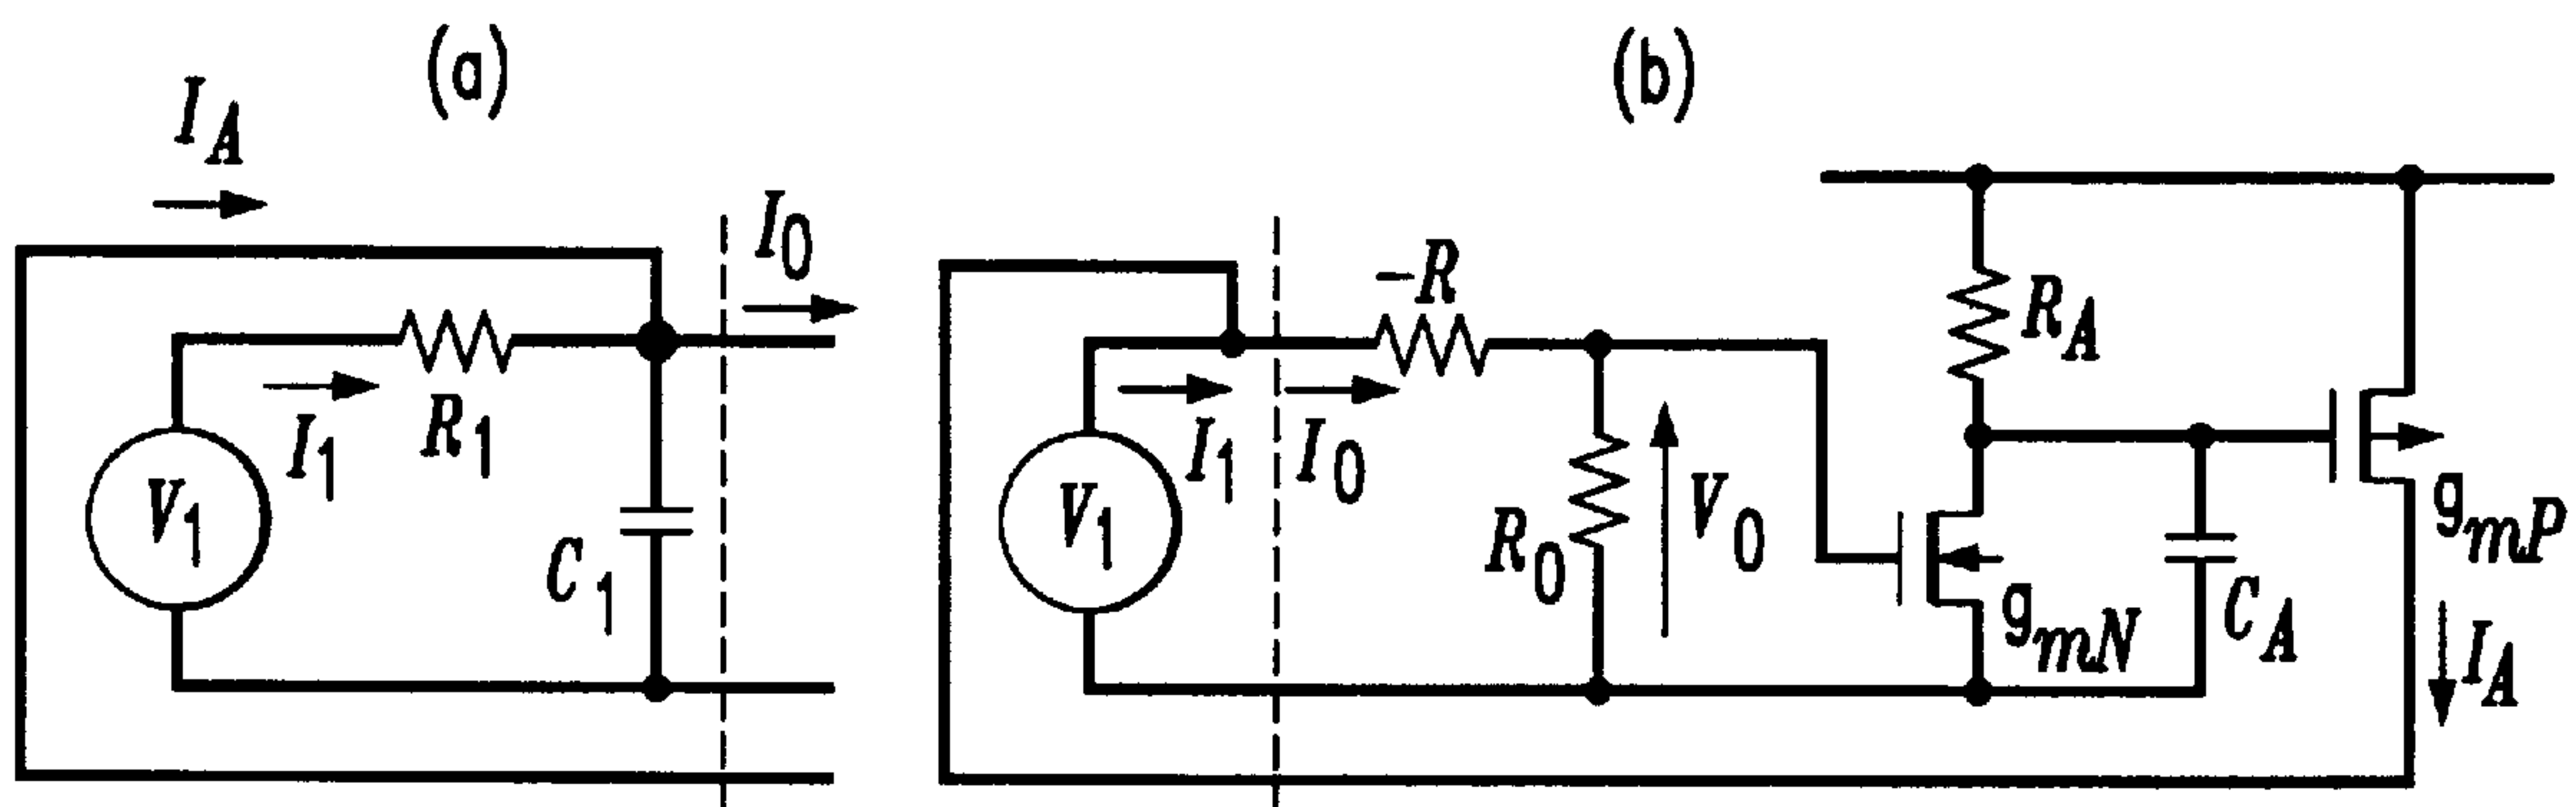 (a)
I_A
I_0
I_1
R_1
V_1
C_1
(b)
-R
R_A
I_1
I_0
V_1
R_0
V_0
g_mN
C_A
g_mP
I_A